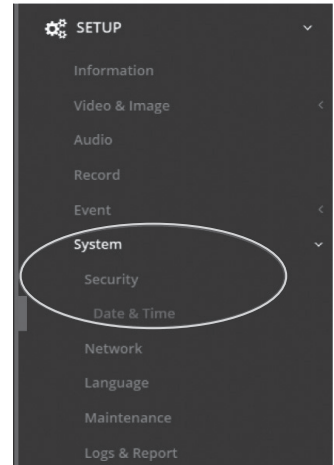 SETUP
Information
Video & Image
Audio
Record
Event
System
Security
Date & Time
Network
Language
Maintenance
Logs & Report